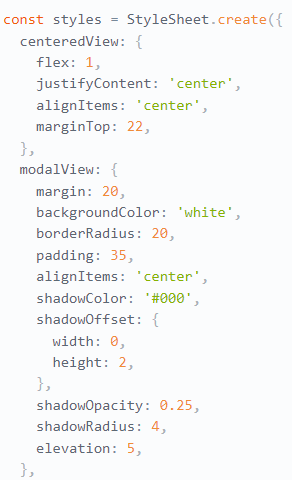 const styles = StyleSheet.create({
  centeredView: {
    flex: 1,
    justifyContent: 'center',
    alignItems: 'center',
    marginTop: 22,
  },
  modalView: {
    margin: 20,
    backgroundColor: 'white',
    borderRadius: 20,
    padding: 35,
    alignItems: 'center',
    shadowColor: '#000',
    shadowOffset: {
      width: 0,
      height: 2,
    },
    shadowOpacity: 0.25,
    shadowRadius: 4,
    elevation: 5,
  },